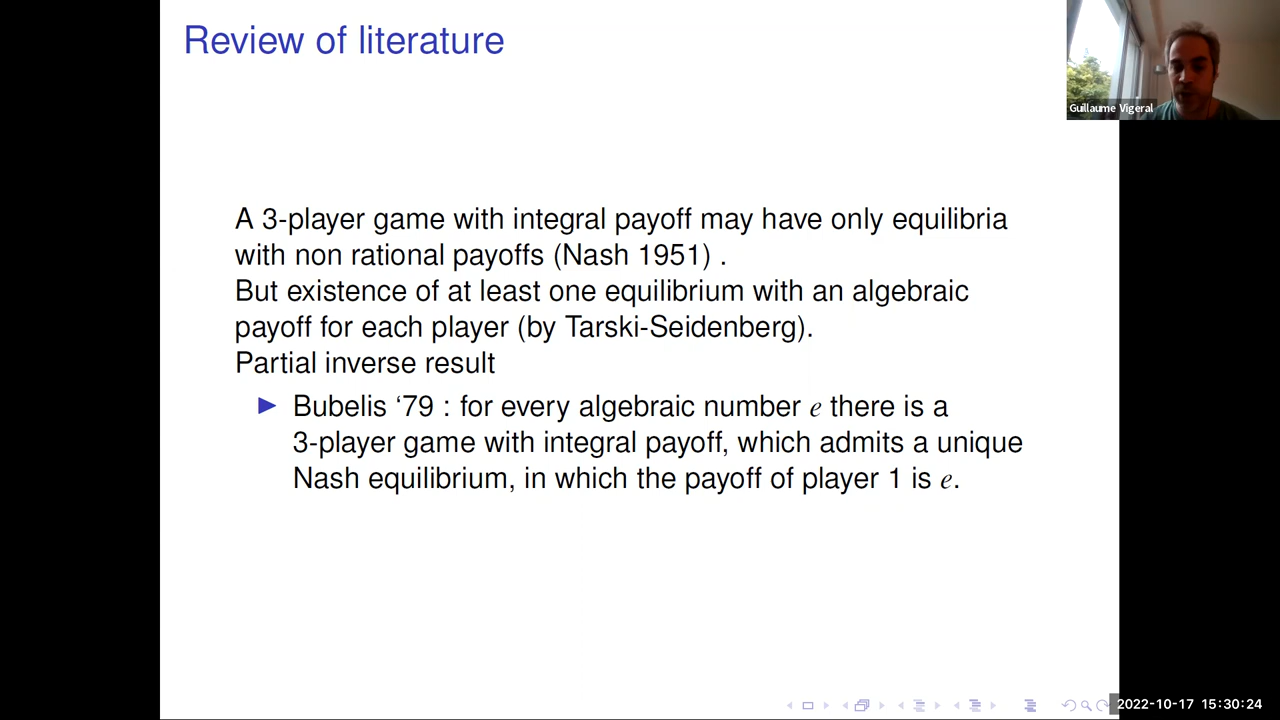 Review of literature
Guillaume Vigeral
A 3-player game with integral payoff may have only equilibria
with non rational payoffs (Nash 1951) .
But existence of at least one equilibrium with an algebraic
payoff for each player (by Tarski-Seidenberg).
Partial inverse result
Bubelis ‘79 : for every algebraic number e there is a
3-player game with integral payoff, which admits a unique
Nash equilibrium, in which the payoff of player 1 is e.
2022-10-17 15:30:24